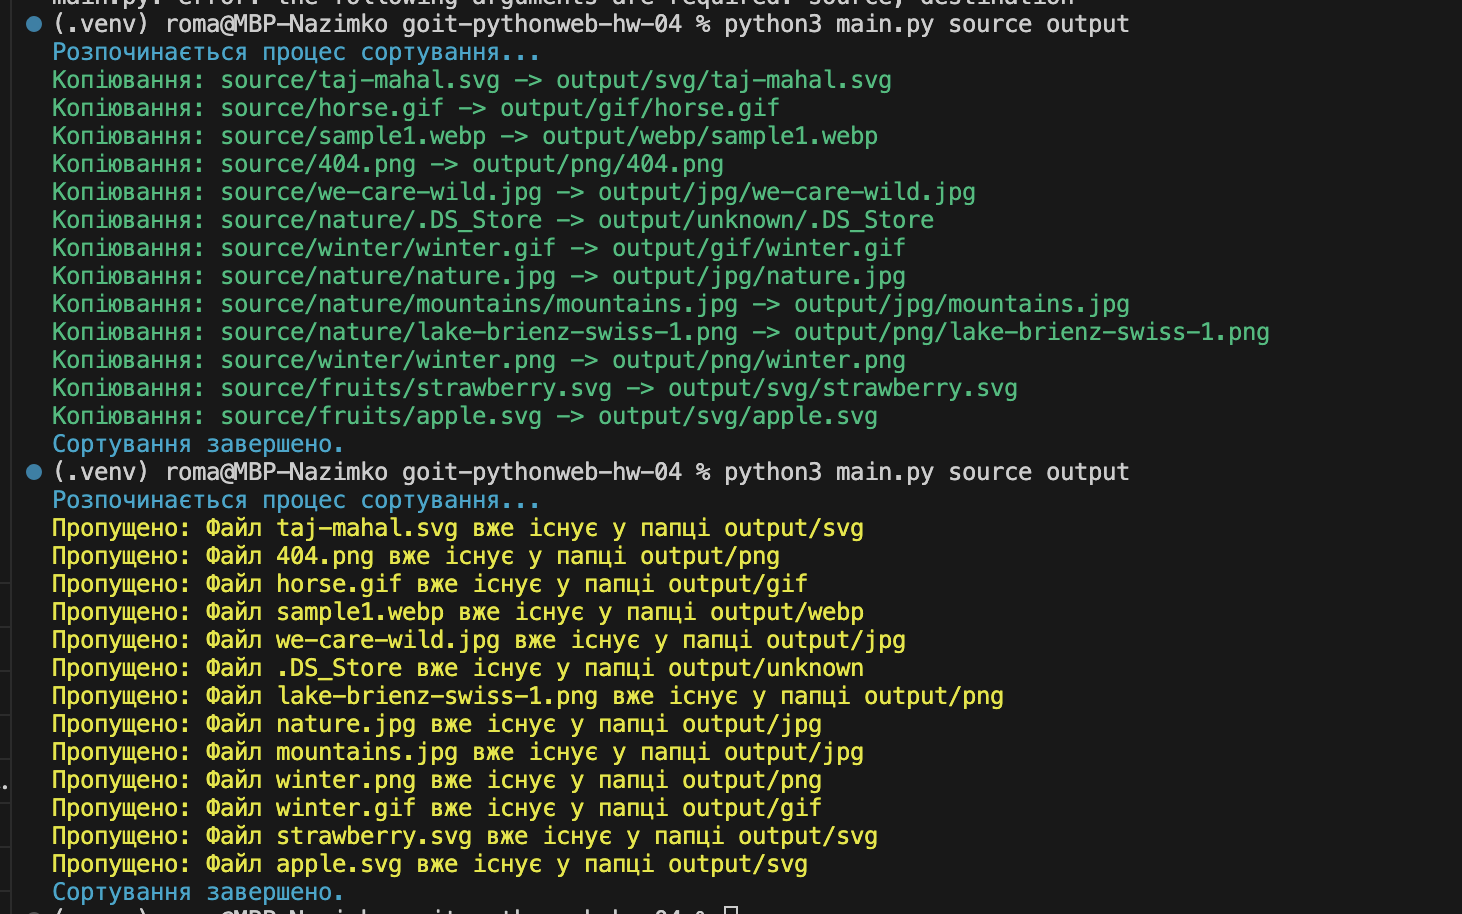 main.py: error: the following arguments are required: source, destination
(.venv) roma@MBP-Nazimko goit-pythonweb-hw-04 % python3 main.py source output
Розпочинається процес сортування...
Копіювання: source/taj-mahal.svg -> output/svg/taj-mahal.svg
Копіювання: source/horse.gif -> output/gif/horse.gif
Копіювання: source/sample1.webp -> output/webp/sample1.webp
Копіювання: source/404.png -> output/png/404.png
Копіювання: source/we-care-wild.jpg -> output/jpg/we-care-wild.jpg
Копіювання: source/nature/.DS_Store -> output/unknown/.DS_Store
Копіювання: source/winter/winter.gif -> output/gif/winter.gif
Копіювання: source/nature/nature.jpg -> output/jpg/nature.jpg
Копіювання: source/nature/mountains/mountains.jpg -> output/jpg/mountains.jpg
Копіювання: source/nature/lake-brienz-swiss-1.png -> output/png/lake-brienz-swiss-1.png
Копіювання: source/winter/winter.png -> output/png/winter.png
Копіювання: source/fruits/strawberry.svg -> output/svg/strawberry.svg
Копіювання: source/fruits/apple.svg -> output/svg/apple.svg
Сортування завершено.
(.venv) roma@MBP-Nazimko goit-pythonweb-hw-04 % python3 main.py source output
Розпочинається процес сортування...
Пропущено: Файл taj-mahal.svg вже існує у папці output/svg
Пропущено: Файл 404.png вже існує у папці output/png
Пропущено: Файл horse.gif вже існує у папці output/gif
Пропущено: Файл sample1.webp вже існує у папці output/webp
Пропущено: Файл we-care-wild.jpg вже існує у папці output/jpg
Пропущено: Файл .DS_Store вже існує у папці output/unknown
Пропущено: Файл lake-brienz-swiss-1.png вже існує у папці output/png
Пропущено: Файл nature.jpg вже існує у папці output/jpg
Пропущено: Файл mountains.jpg вже існує у папці output/jpg
Пропущено: Файл winter.png вже існує у папці output/png
Пропущено: Файл winter.gif вже існує у папці output/gif
Пропущено: Файл strawberry.svg вже існує у папці output/svg
Пропущено: Файл apple.svg вже існує у папці output/svg
Сортування завершено.
(.venv) roma@MBP-Nazimko goit-pythonweb-hw-04 %